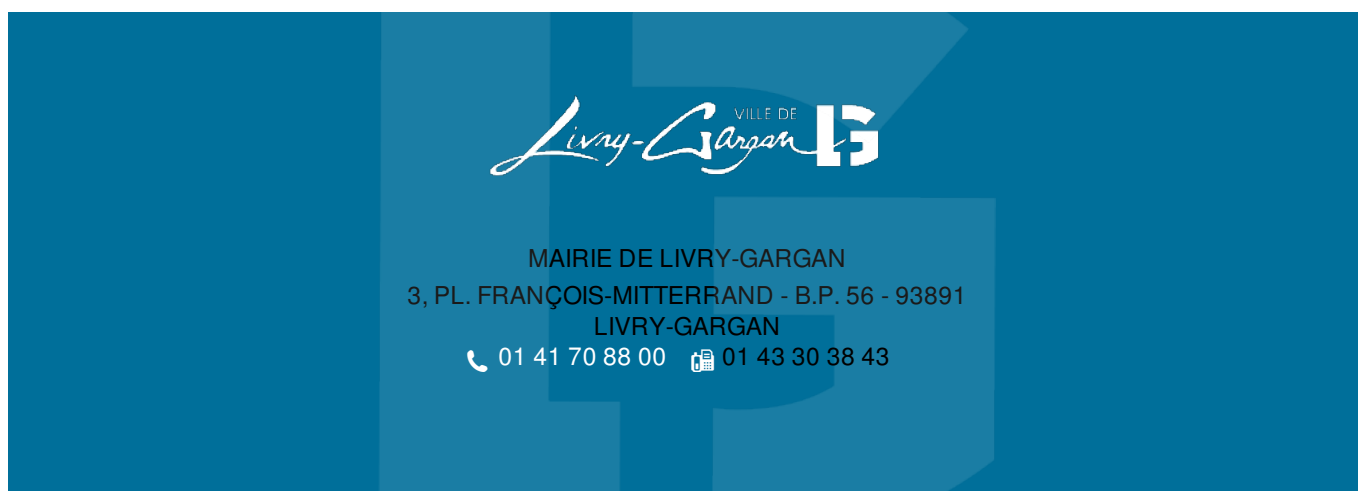 VILLE DE
Livry-Gargan LG
MAIRIE DE LIVRY-GARGAN
3, PL. FRANÇOIS-MITTERRAND - B.P. 56 - 93891
LIVRY-GARGAN
01 41 70 88 00 01 43 30 38 43